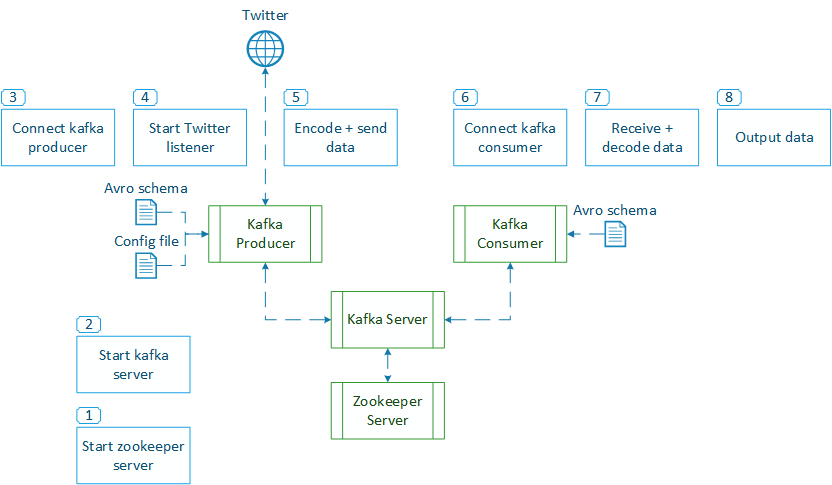 Twitter
3
4
5
6
7
8
Connect kafka
producer
Start Twitter
listener
Encode + send
data
Connect kafka
consumer
Receive +
decode data
Output data
Avro schema
Config file
Kafka
Producer
Kafka
Consumer
Avro schema
Kafka Server
2
Start kafka
server
Zookeeper
Server
1
Start zookeeper
server